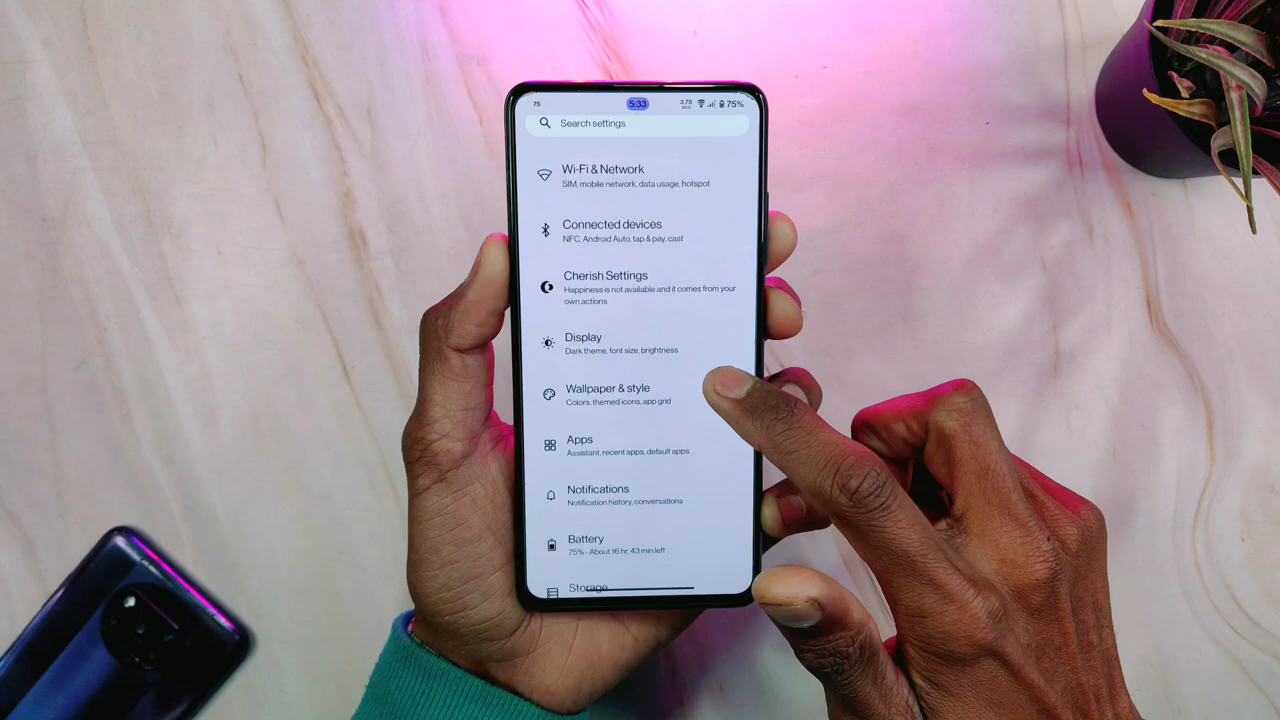 75 5:33 3.78 75%
Search settings
Wi-Fi & Network
SIM, mobile network, data usage, hotspot
Connected devices
NFC, Android Auto, tap & pay, cast
Cherish Settings
Happiness is not available and it comes from your
own actions
Display
Dark theme, font size, brightness
Wallpaper & style
Colors, themed icons, app grid
Apps
Assistant, recent apps, default apps
Notifications
Notification history, conversations
Battery
75% - About 16 hr, 43 min left
Storage